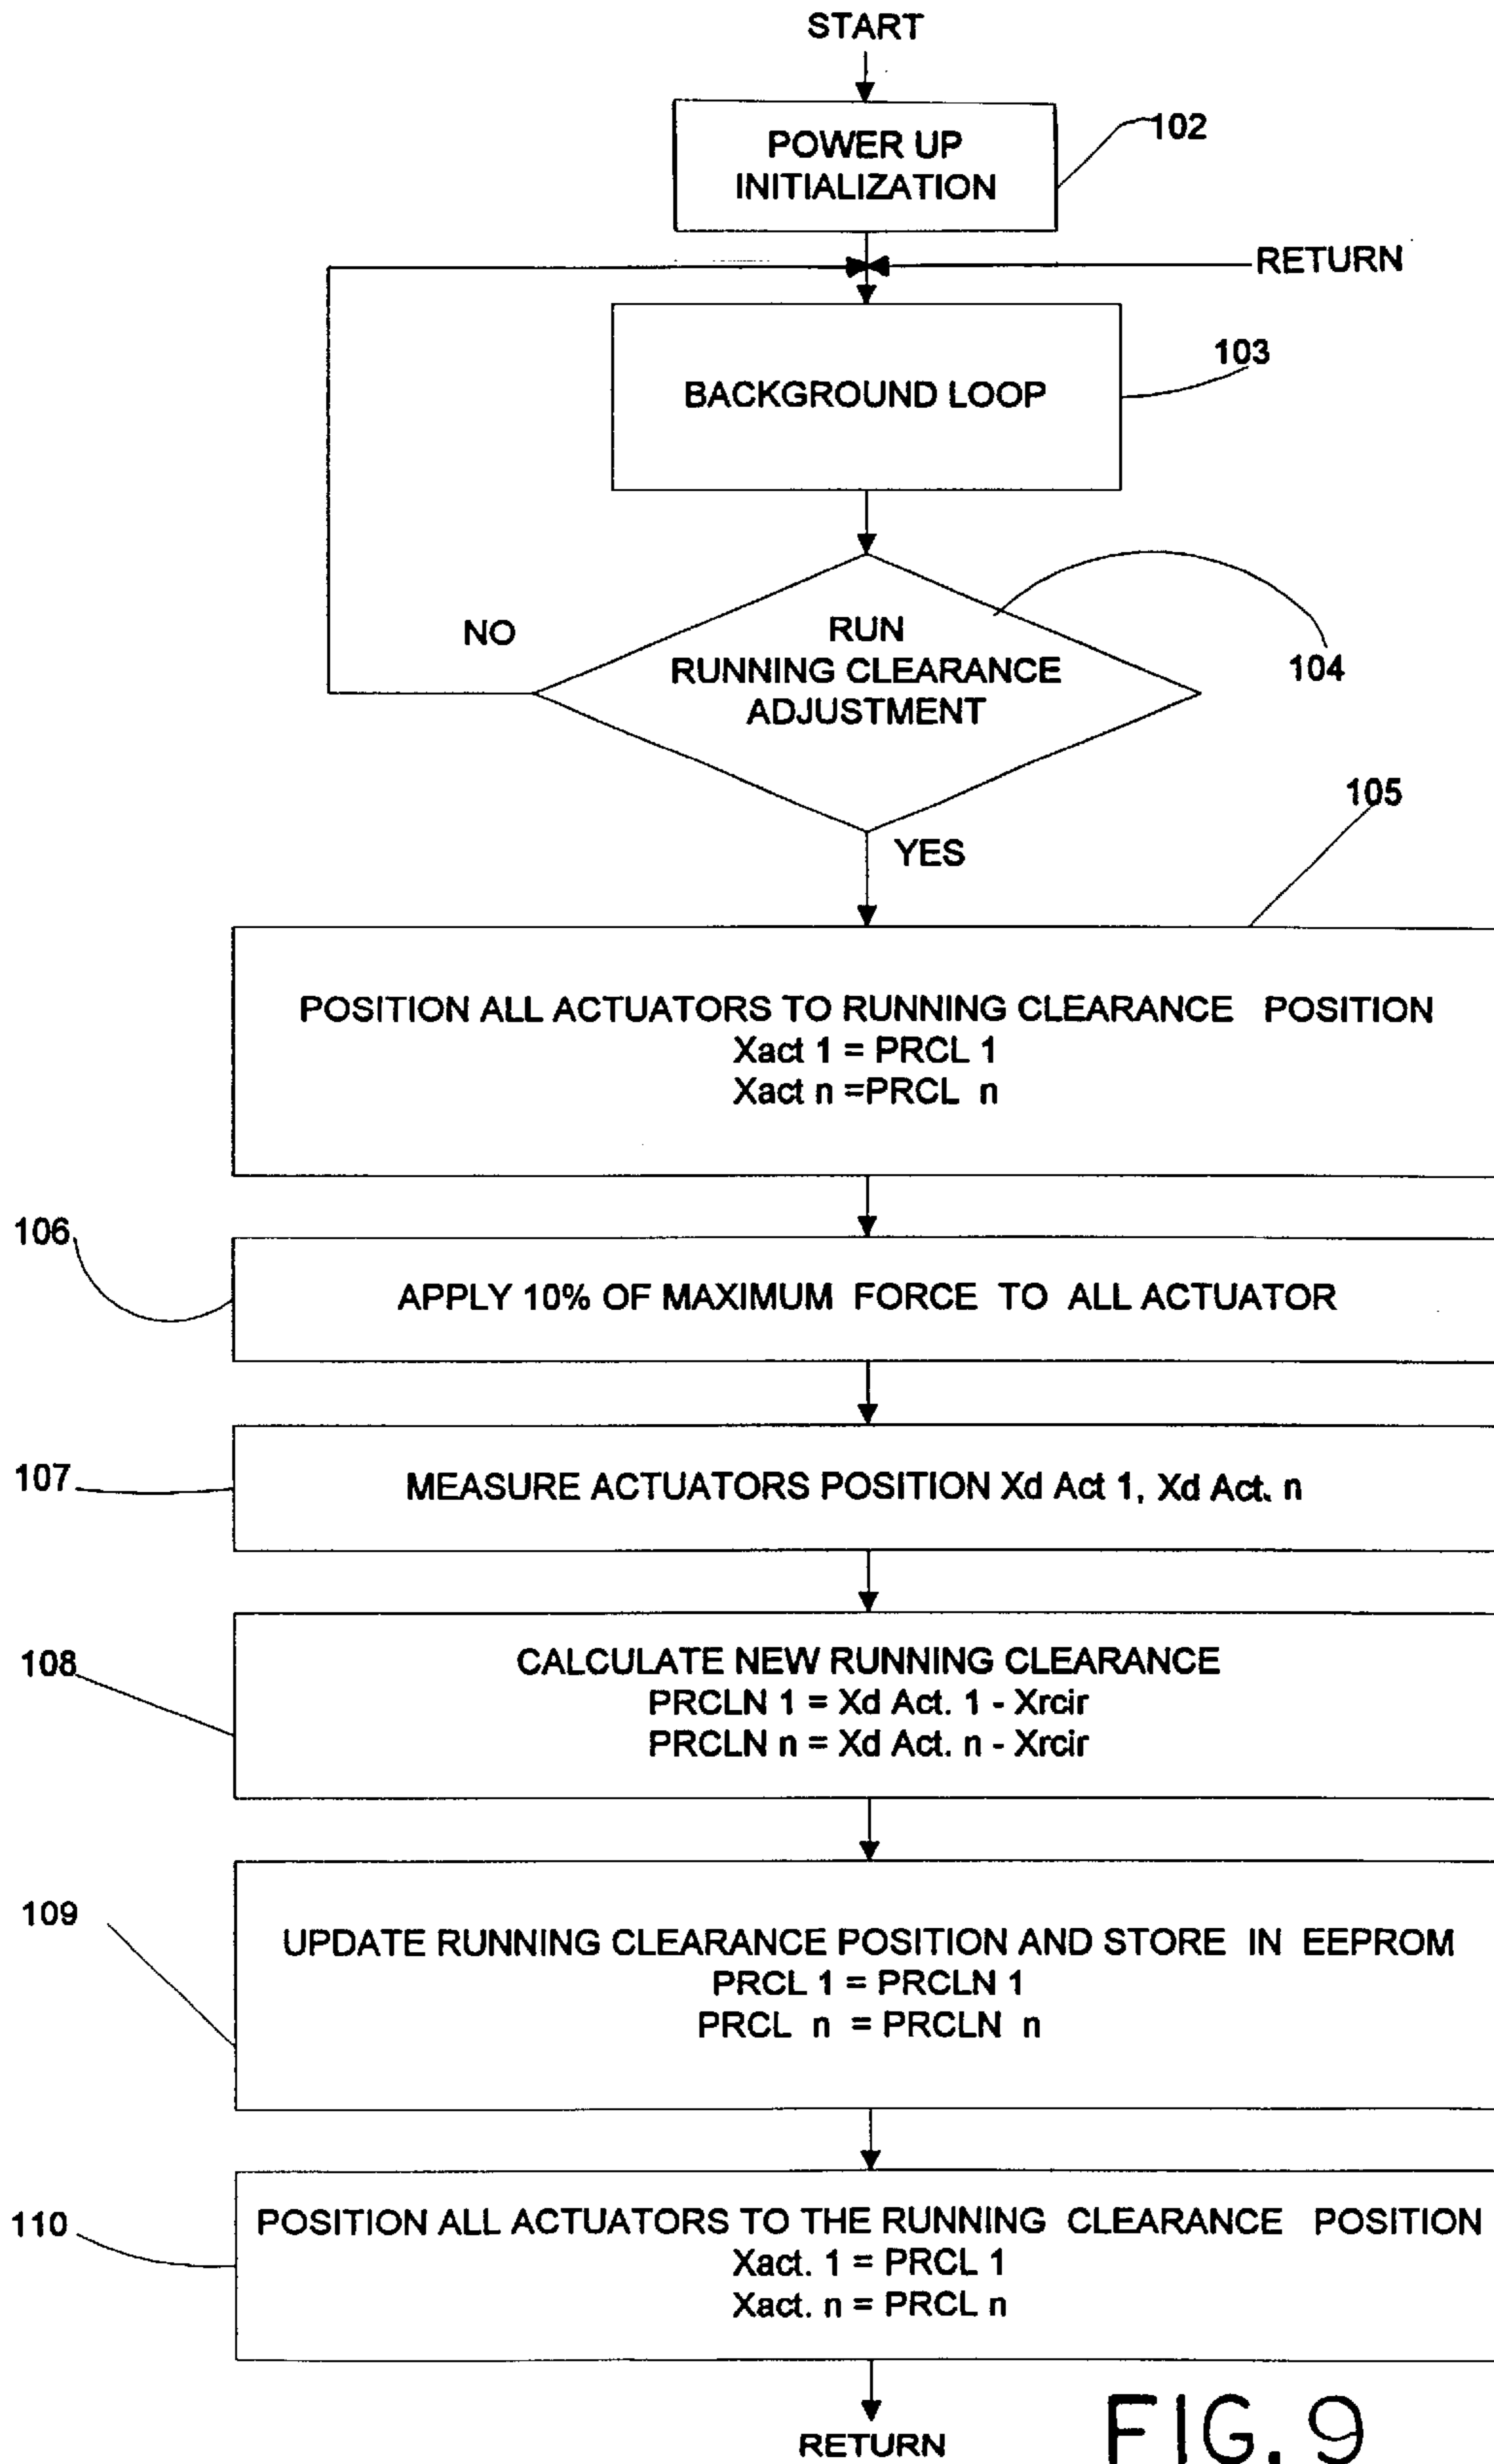 START
POWER UP
INITIALIZATION
102
RETURN
BACKGROUND LOOP
103
NO
RUN
RUNNING CLEARANCE
ADJUSTMENT
104
YES
105
POSITION ALL ACTUATORS TO RUNNING CLEARANCE POSITION
Xact 1 = PRCL 1
Xact n =PRCL n
106
APPLY 10% OF MAXIMUM FORCE TO ALL ACTUATOR
107
MEASURE ACTUATORS POSITION Xd Act 1, Xd Act. n
108
CALCULATE NEW RUNNING CLEARANCE
PRCLN 1 = Xd Act. 1 - Xrcir
PRCLN n = Xd Act. n - Xrcir
109
UPDATE RUNNING CLEARANCE POSITION AND STORE IN EEPROM
PRCL 1 = PRCLN 1
PRCL n = PRCLN n
110
POSITION ALL ACTUATORS TO THE RUNNING CLEARANCE POSITION
Xact. 1 = PRCL 1
Xact. n = PRCL n
RETURN
FIG. 9